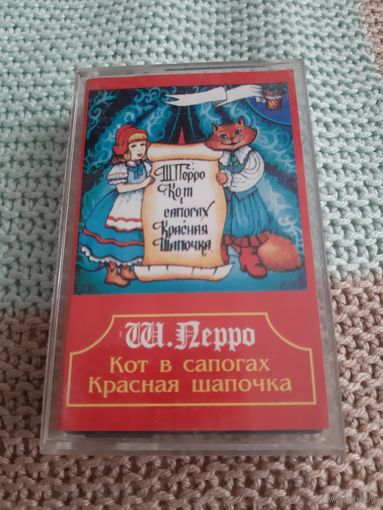 Ш.Перро
Кот
в
сапогах
Красная
Шапочка
Ш.Перро
Кот в сапогах
Красная шапочка